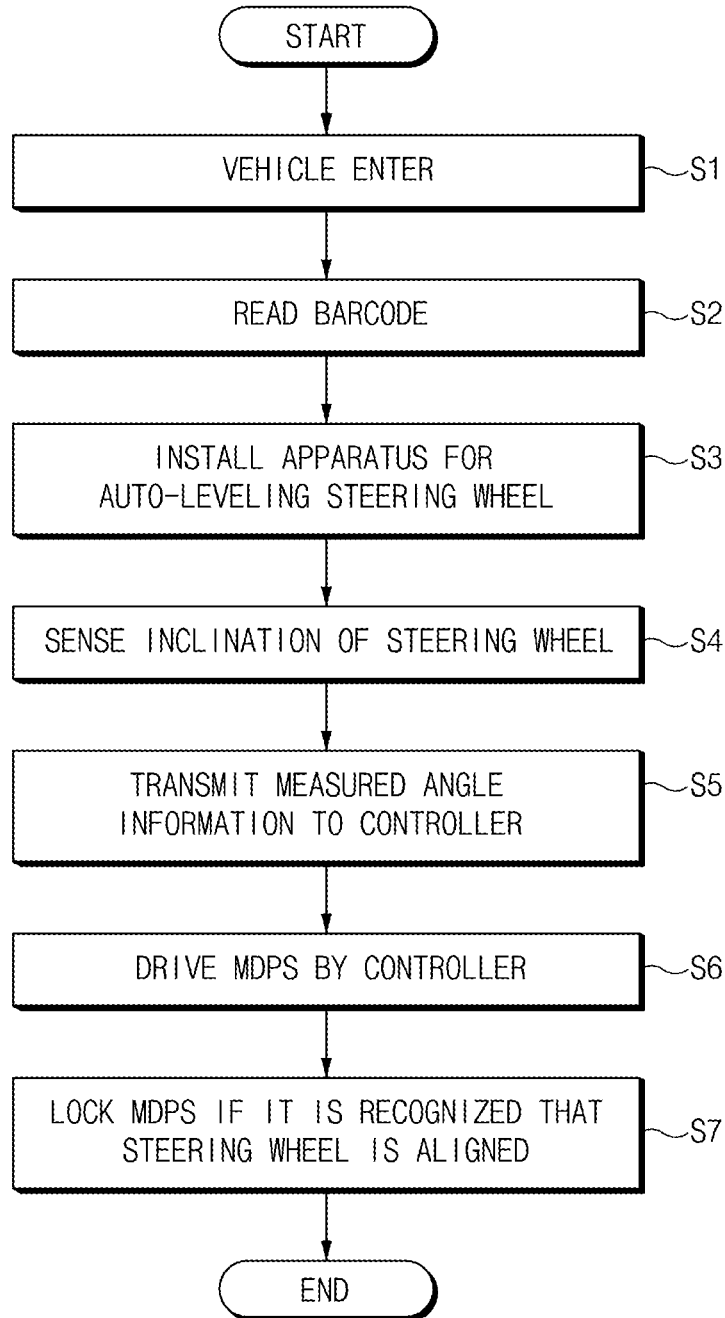 START
VEHICLE ENTER
S1
READ BARCODE
S2
INSTALL APPARATUS FOR
AUTO-LEVELING STEERING WHEEL
S3
SENSE INCLINATION OF STEERING WHEEL
S4
TRANSMIT MEASURED ANGLE
INFORMATION TO CONTROLLER
S5
DRIVE MDPS BY CONTROLLER
S6
LOCK MDPS IF IT IS RECOGNIZED THAT
STEERING WHEEL IS ALIGNED
S7
END